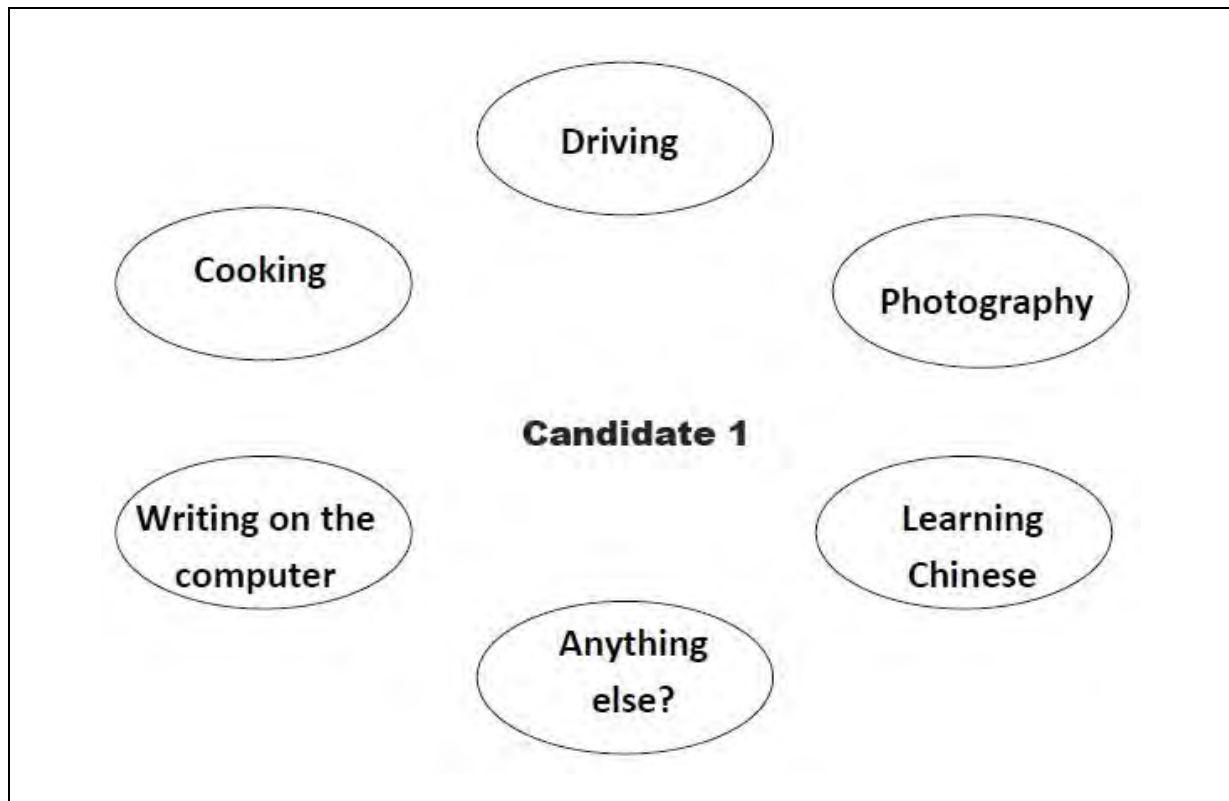 Driving
Cooking
Photography
Candidate 1
Writing on the
computer
Learning
Chinese
Anything
else?